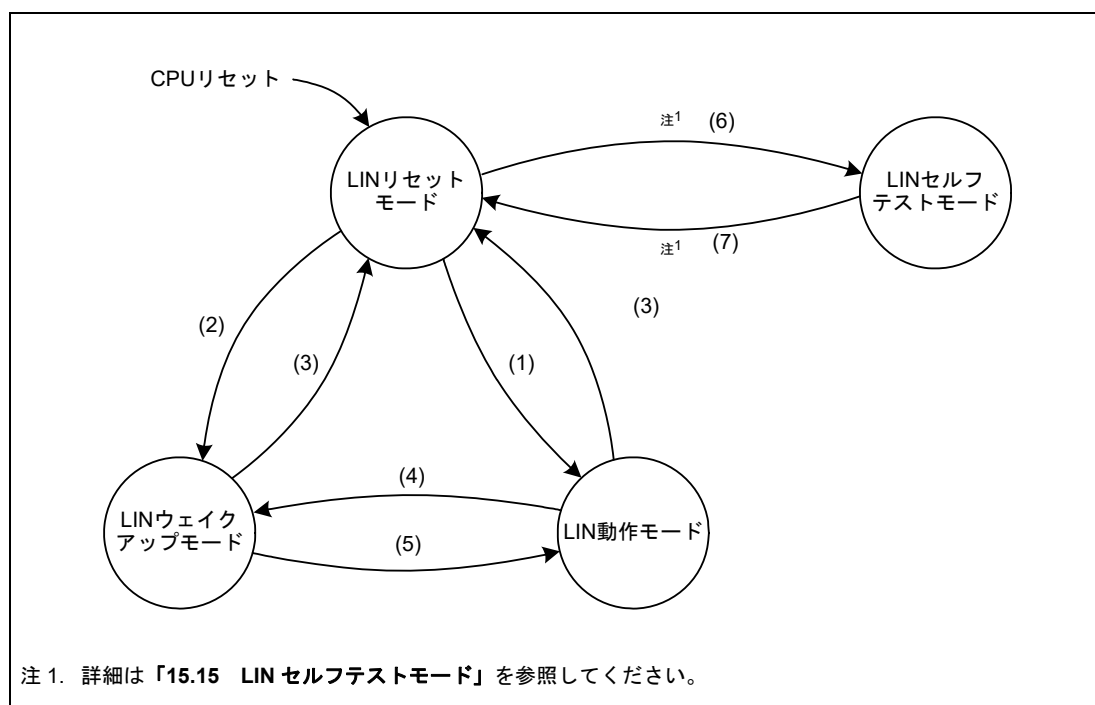 CPUリセット
LINリセット
モード
注1 (6)
LINセルフ
テストモード
注1 (7)
(2)
(3)
(1)
(3)
(4)
LINウェイク
アップモード
LIN動作モード
(5)
注 1. 詳細は「15.15 LIN セルフテストモード」を参照してください。